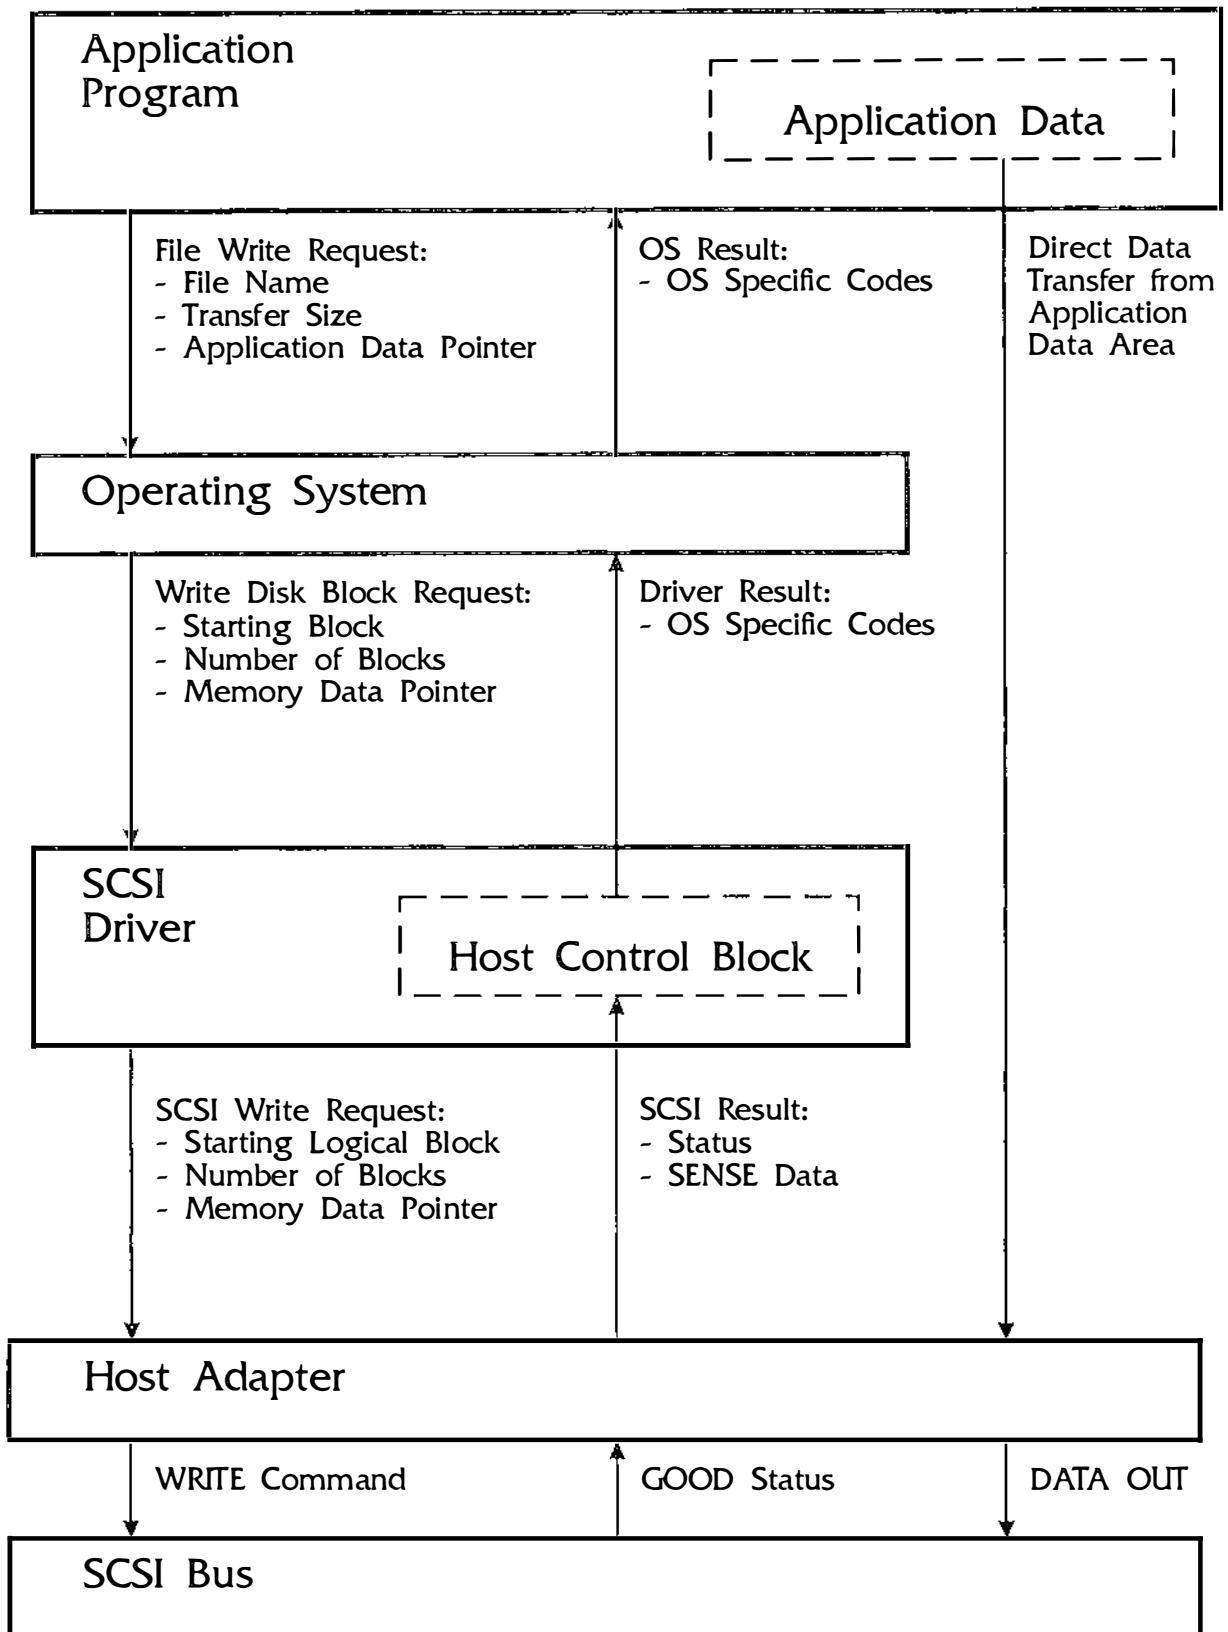 Application
Program
Application Data
File Write Request:
- File Name
- Transfer Size
- Application Data Pointer
OS Result:
- OS Specific Codes
Direct Data
Transfer from
Application
Data Area
Operating System
Write Disk Block Request:
- Starting Block
- Number of Blocks
- Memory Data Pointer
Driver Result:
- OS Specific Codes
SCSI
Driver
Host Control Block
SCSI Write Request:
- Starting Logical Block
- Number of Blocks
- Memory Data Pointer
SCSI Result:
- Status
- SENSE Data
Host Adapter
WRITE Command
GOOD Status
DATA OUT
SCSI Bus